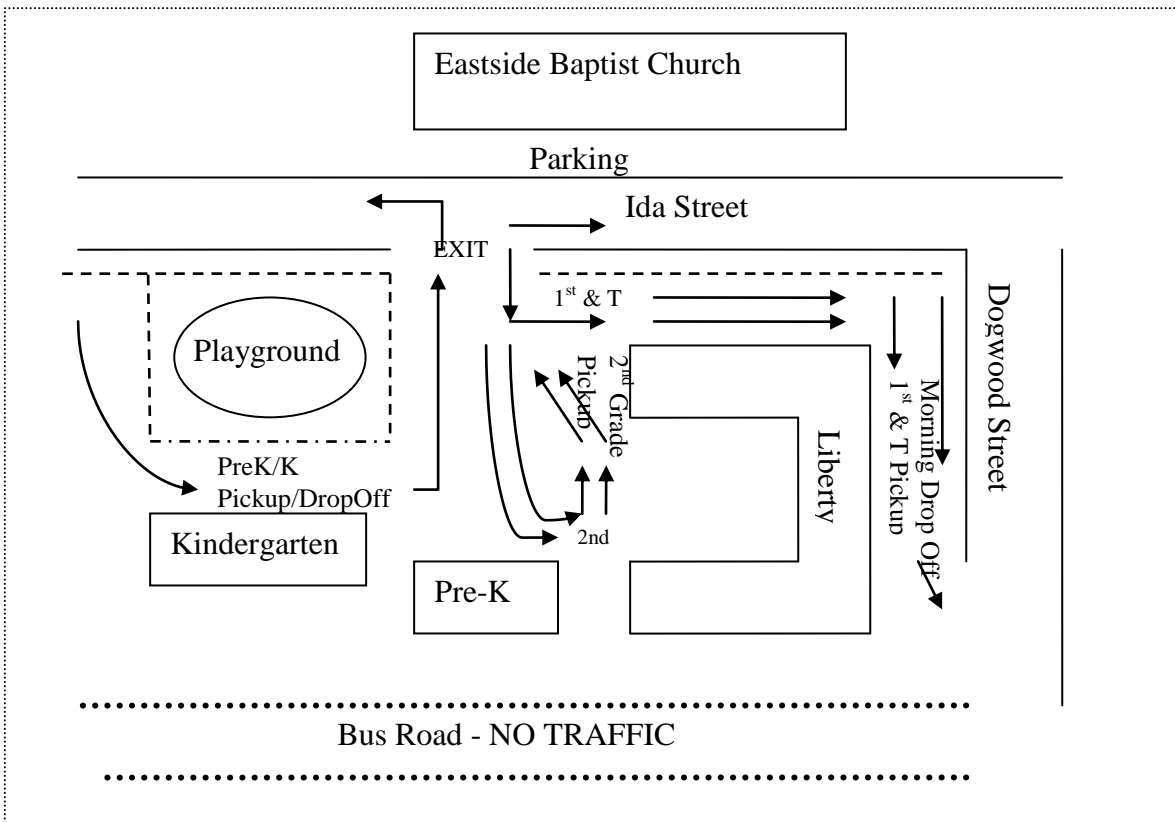 Eastside Baptist Church
Parking
Ida Street
EXIT
1st & T
Playground
2nd Grade
Pickup
Liberty
1st & T Pickup
Morning Drop Off
Dogwood Street
PreK/K
Pickup/DropOff
Kindergarten
2nd
Pre-K
Bus Road - NO TRAFFIC